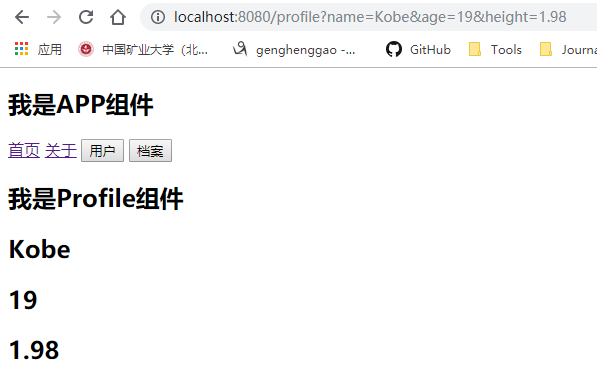 localhost:8080/profile?name=Kobe&age=19&height=1.98
应用 中国矿业大学（北... genghenggao -... GitHub Tools Journa
我是APP组件
首页 关于 用户 档案
我是Profile组件
Kobe
19
1.98